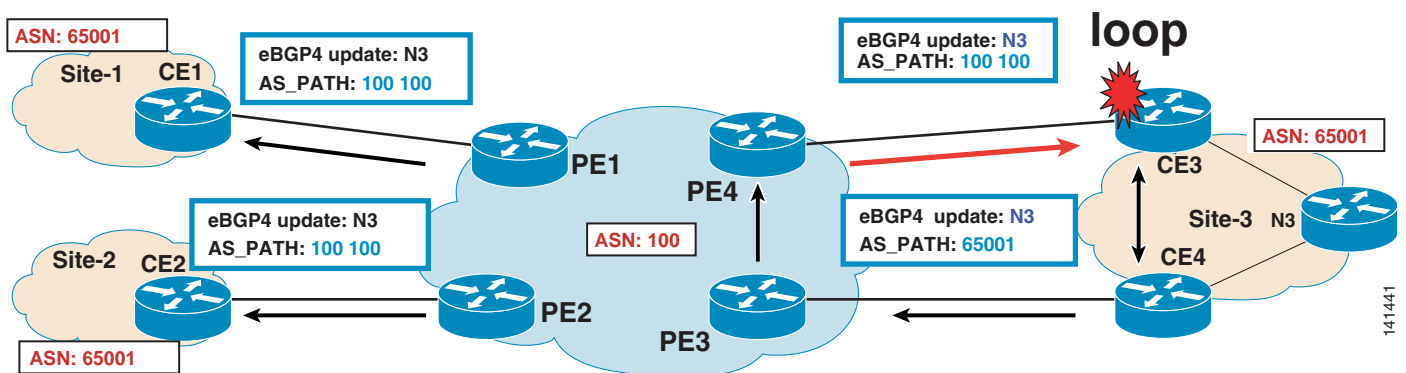 ASN: 65001
Site-1
CE1
eBGP4 update: N3
AS_PATH: 100 100
PE1
eBGP4 update: N3
AS_PATH: 100 100
loop
PE4
CE3
ASN: 65001
ASN: 100
eBGP4 update: N3
AS_PATH: 65001
Site-3
N3
CE4
Site-2
CE2
eBGP4 update: N3
AS_PATH: 100 100
PE2
PE3
ASN: 65001
141441